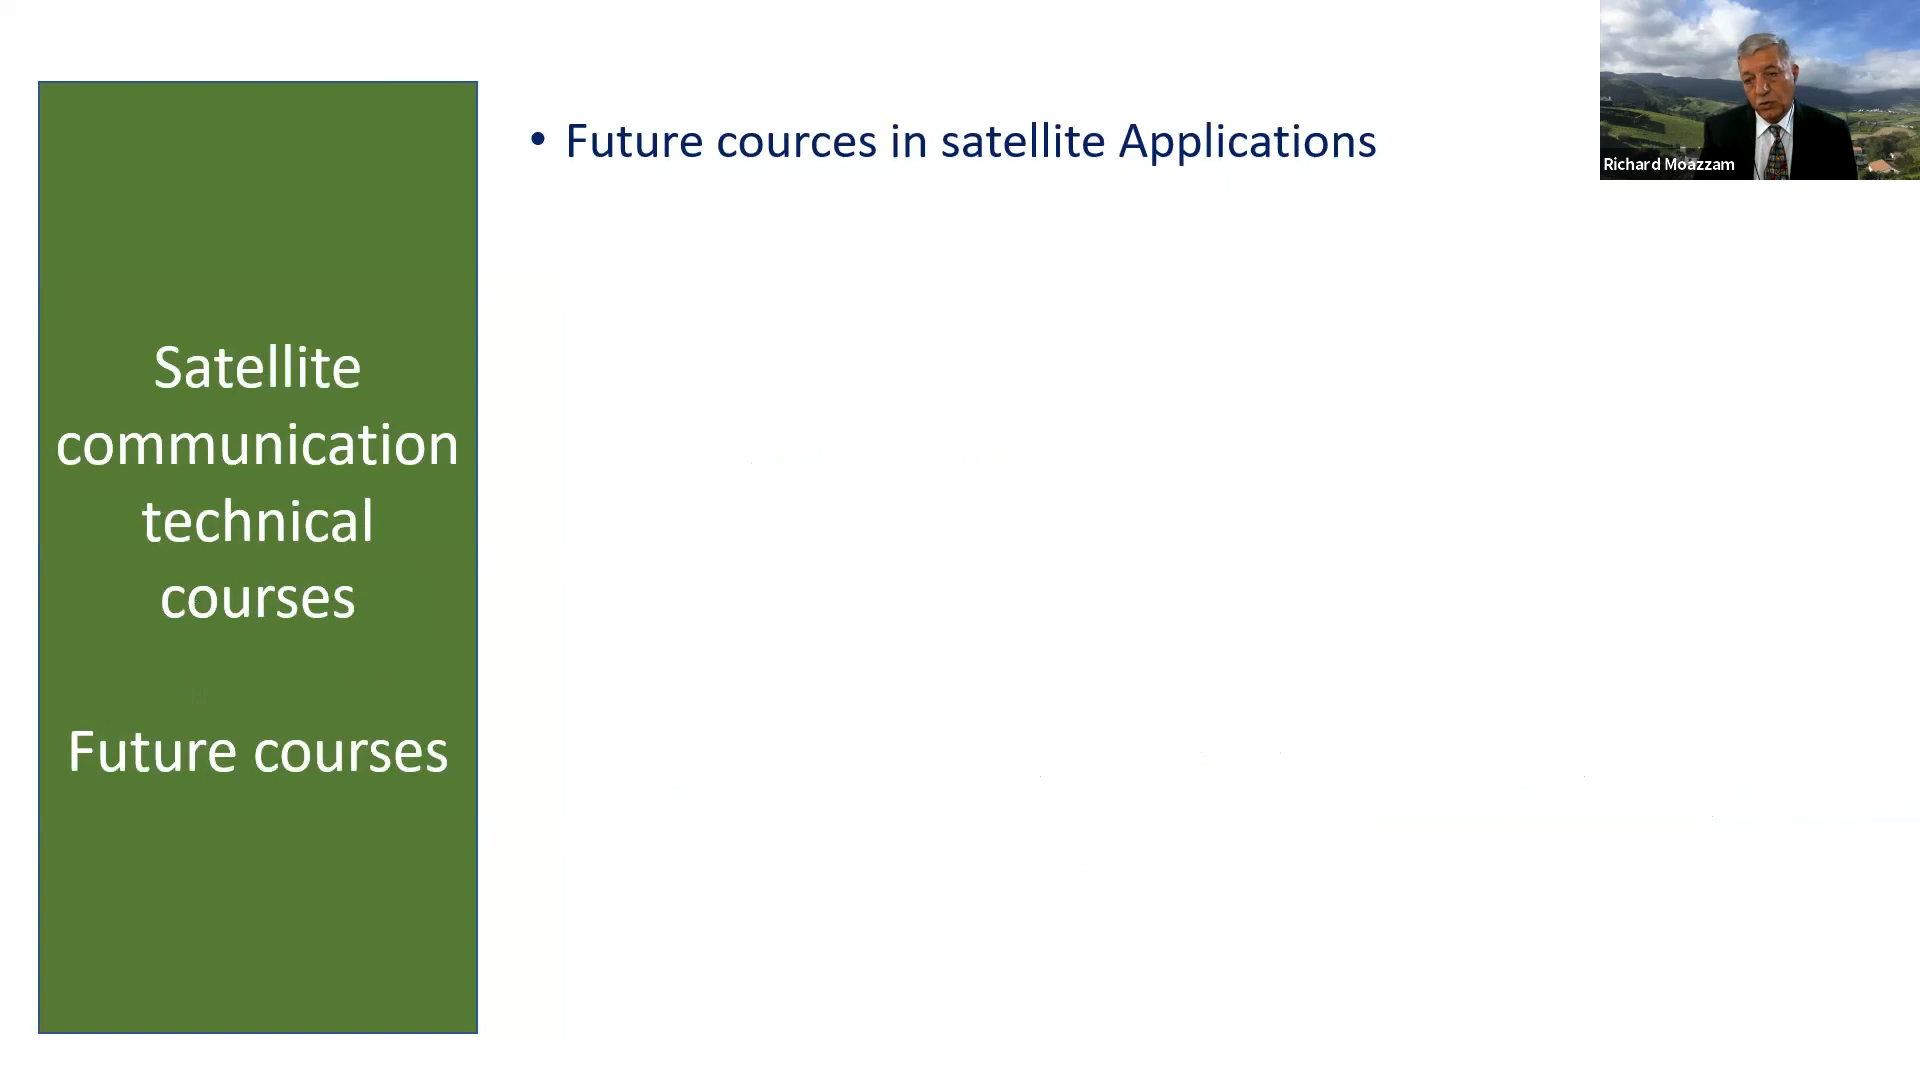 Satellite
communication
technical
courses
Future courses
• Future cources in satellite Applications
Richard Moazzam